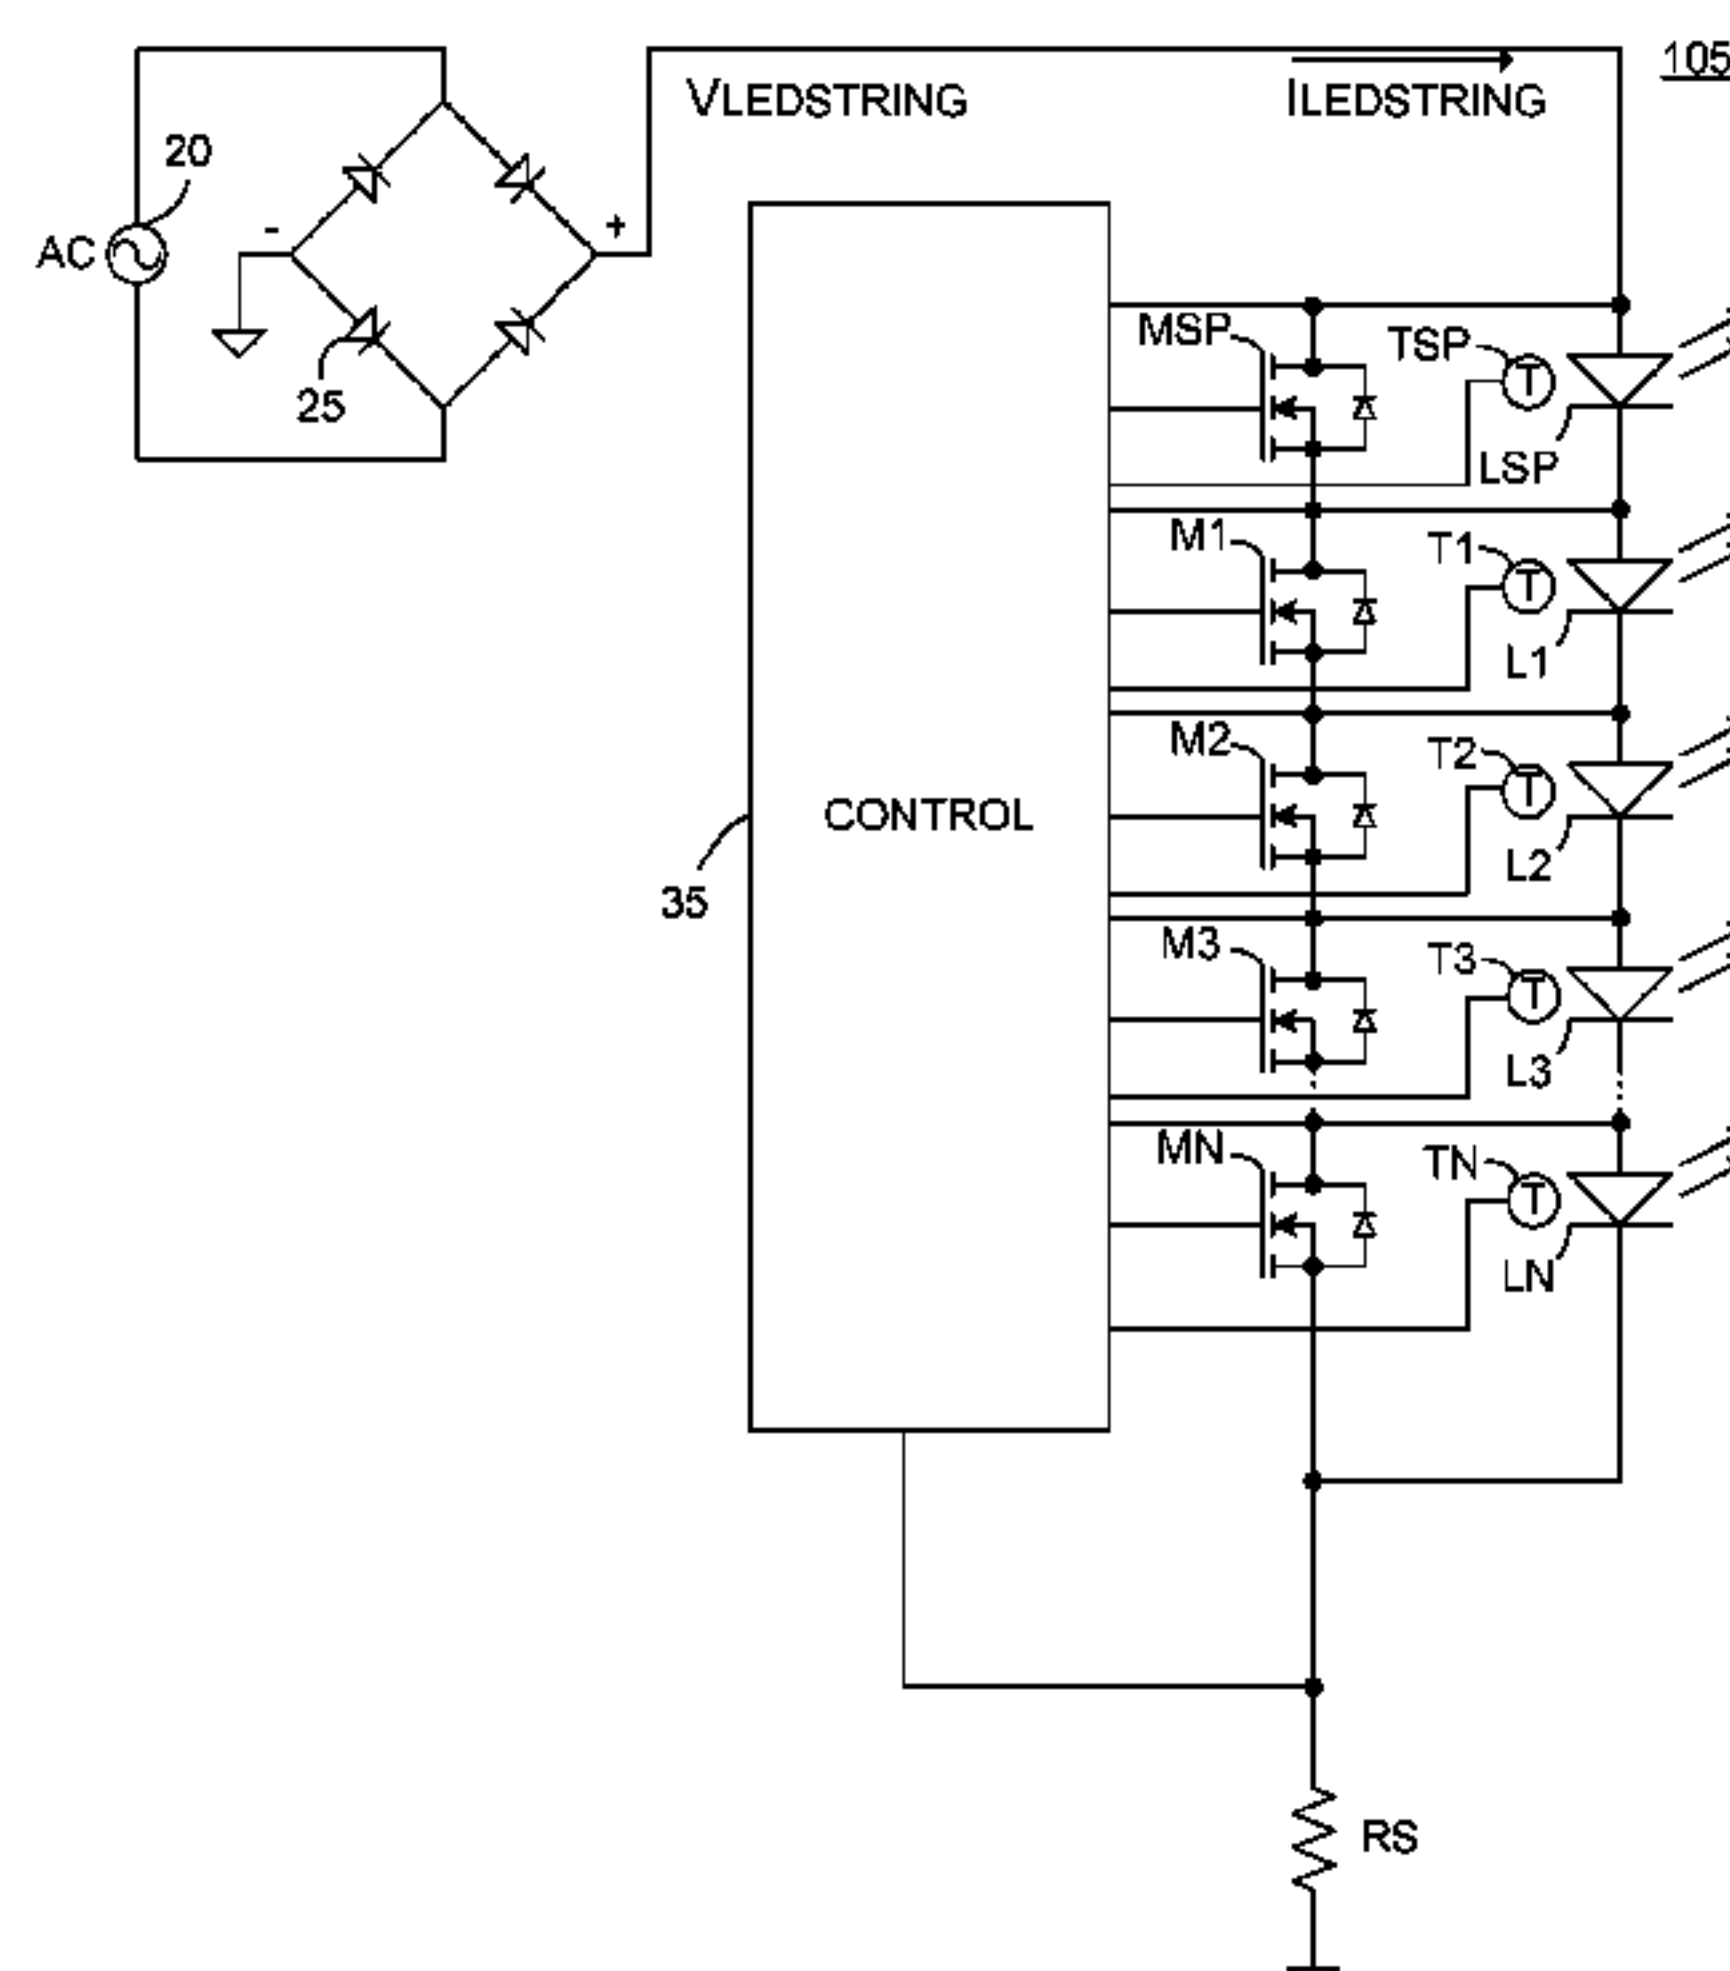 105
VLEDSTRING ILEDSTRING
20
AC
-
+
25
MSP
TSP
T
LSP
M1
T1
T
L1
M2
T2
T
L2
CONTROL
35
M3
T3
T
L3
MN
TN
T
LN
RS